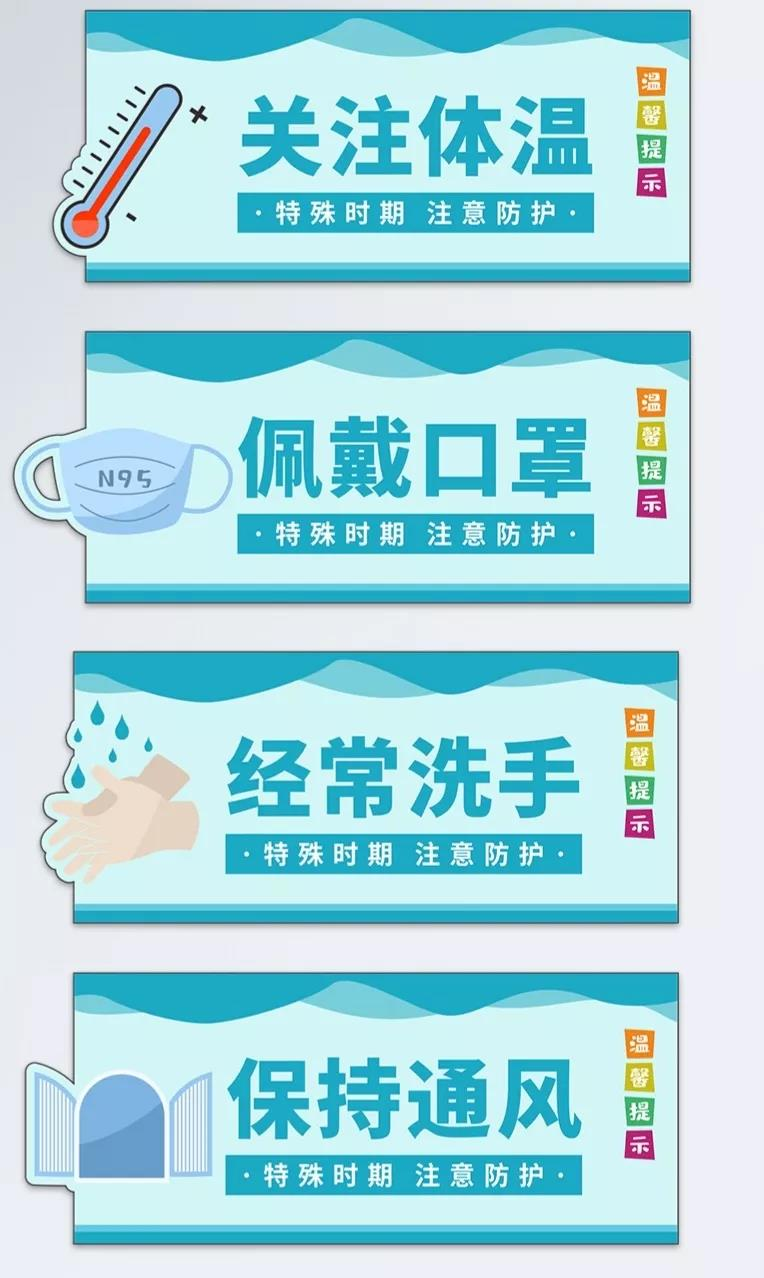 关注体温
·特殊时期 注意防护·
温馨提示
N95
佩戴口罩
·特殊时期 注意防护·
温馨提示
经常洗手
·特殊时期 注意防护·
温馨提示
保持通风
·特殊时期 注意防护·
温馨提示